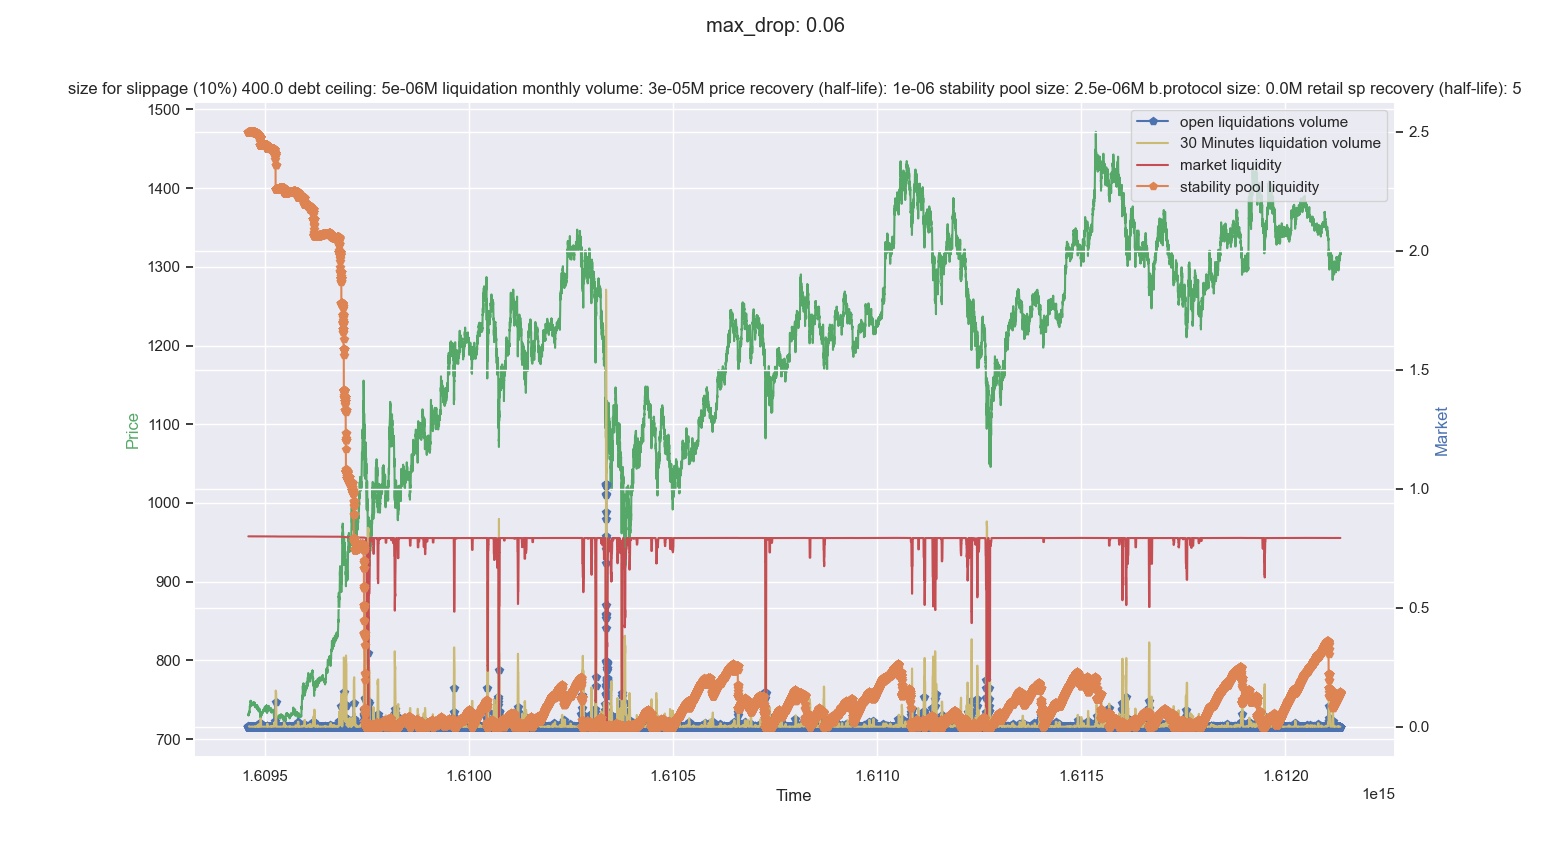 max_drop: 0.06
size for slippage (10%) 400.0 debt ceiling: 5e-06M liquidation monthly volume: 3e-05M price recovery (half-life): 1e-06 stability pool size: 2.5e-06M b.protocol size: 0.0M retail sp recovery (half-life): 5
open liquidations volume
30 Minutes liquidation volume
market liquidity
stability pool liquidity
1500
1400
1300
1200
1100
1000
900
800
700
Price
2.5
2.0
1.5
1.0
0.5
0.0
Market
1.6095 1.6100 1.6105 1.6110 1.6115 1.6120
1e15
Time